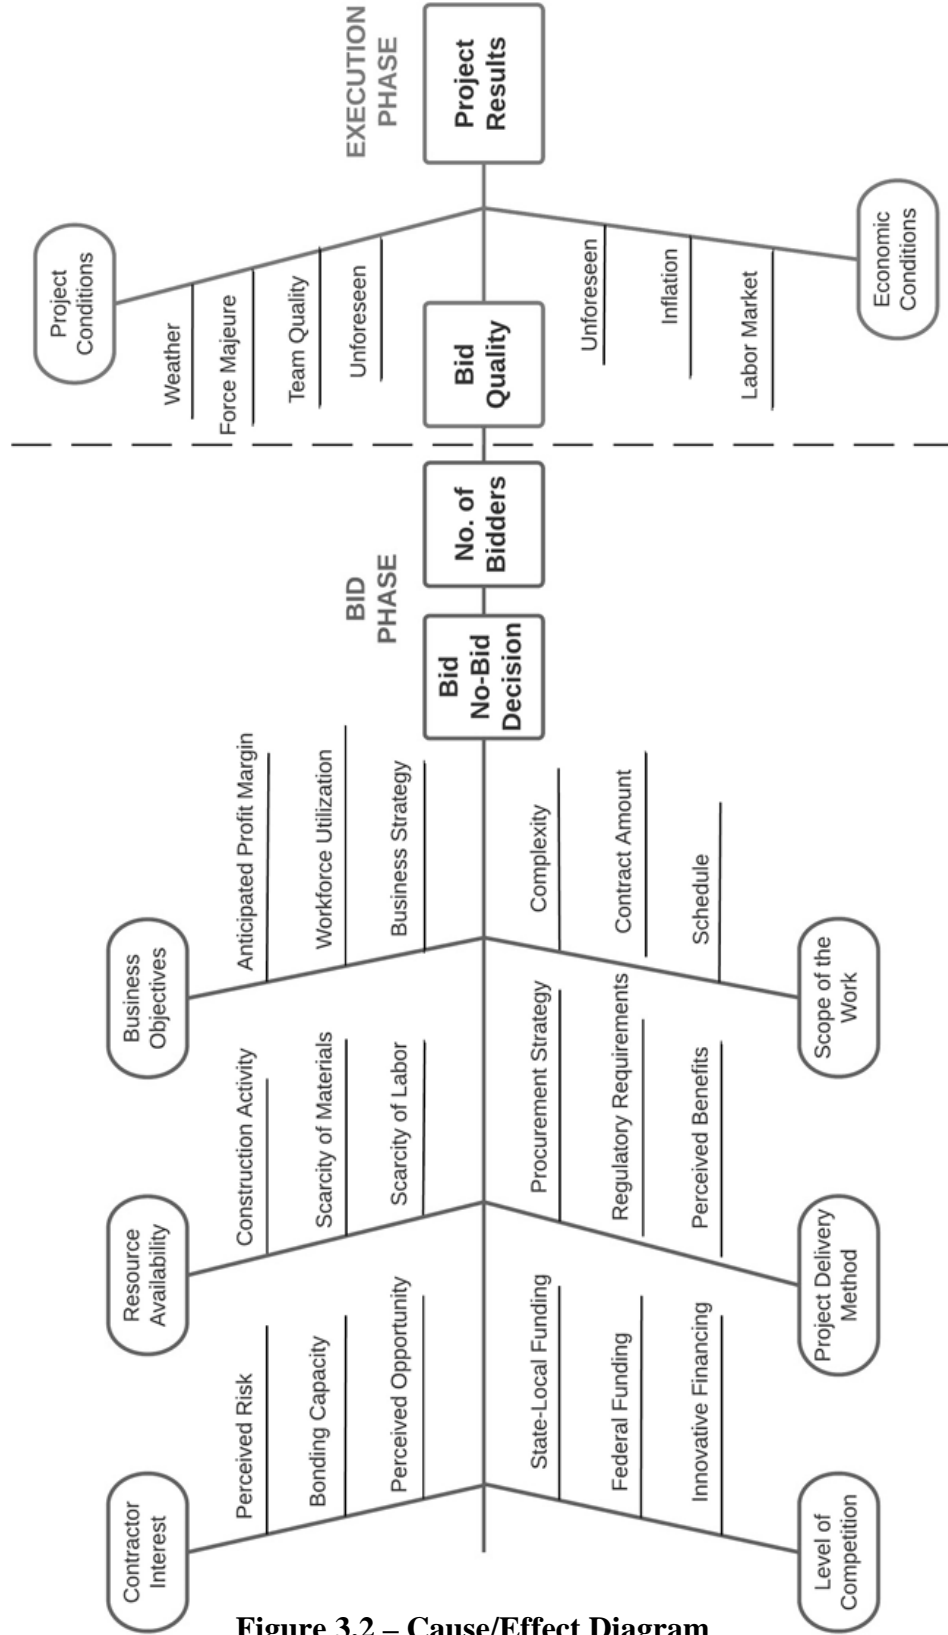 EXECUTION
PHASE
Project
Results
Project
Conditions
Weather
Force Majeure
Team Quality
Unforeseen
Bid
Quality
Unforeseen
Inflation
Labor Market
Economic
Conditions
BID
PHASE
No. of
Bidders
Bid
No-Bid
Decision
Business
Objectives
Anticipated Profit Margin
Workforce Utilization
Business Strategy
Complexity
Contract Amount
Schedule
Scope of the
Work
Resource
Availability
Construction Activity
Scarcity of Materials
Scarcity of Labor
Procurement Strategy
Regulatory Requirements
Perceived Benefits
Project Delivery
Method
Contractor
Interest
Perceived Risk
Bonding Capacity
Perceived Opportunity
State-Local Funding
Federal Funding
Innovative Financing
Level of
Competition
Figure 3.2 – Cause/Effect Diagram